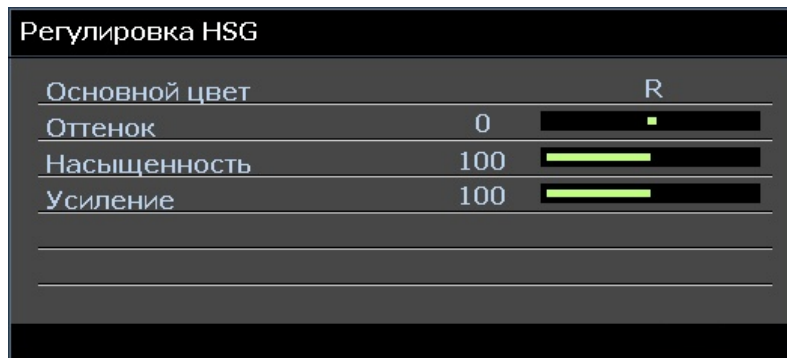 Регулировка HSG
Основной цвет R
Оттенок 0
Насыщенность 100
Усиление 100